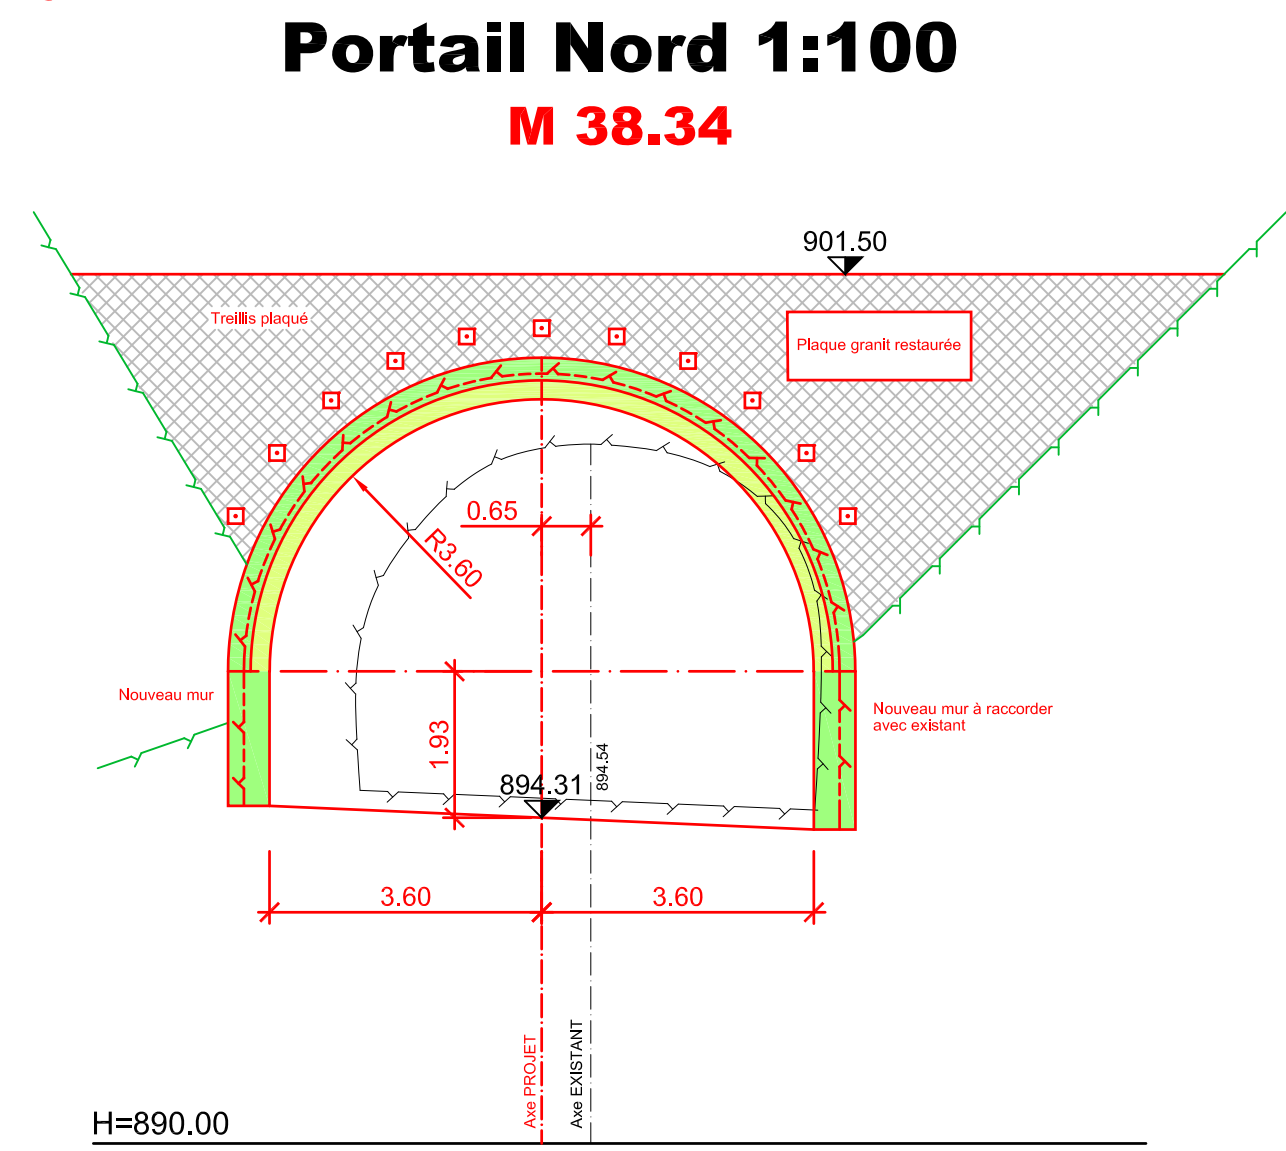 Portail Nord 1:100
M 38.34
901.50
Treillis plaqué
Plaque granit restaurée
0.65
R3.60
Nouveau mur
Nouveau mur à raccorder
avec existant
1.93
894.54
894.31
3.60
3.60
Axe PROJET
Axe EXISTANT
H=890.00